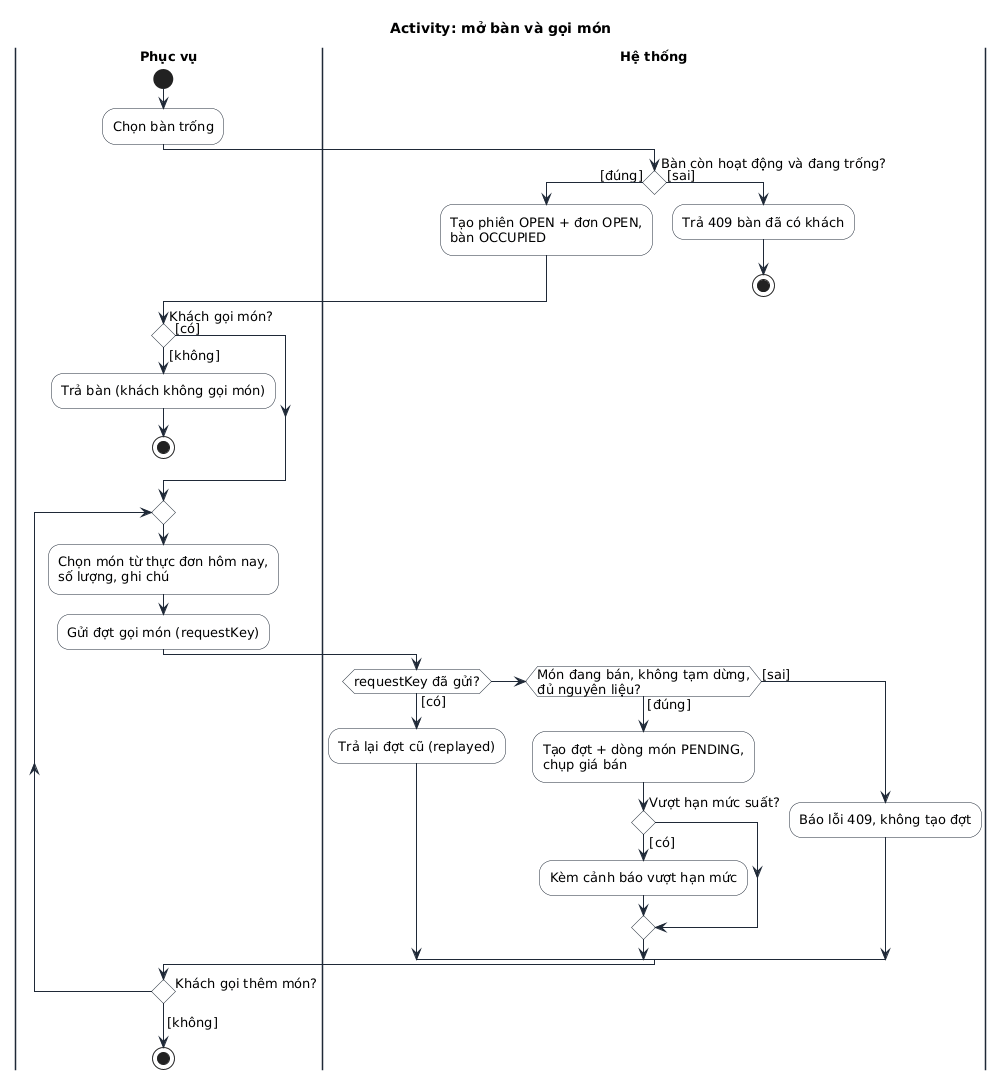 Activity: mở bàn và gọi món
Phục vụ
Hệ thống
Chọn bàn trống
Bàn còn hoạt động và đang trống?
[đúng]
[sai]
Tạo phiên OPEN + đơn OPEN,
bàn OCCUPIED
Trả 409 bàn đã có khách
Khách gọi món?
[có]
[không]
Trả bàn (khách không gọi món)
Chọn món từ thực đơn hôm nay,
số lượng, ghi chú
Gửi đợt gọi món (requestKey)
requestKey đã gửi?
[có]
Món đang bán, không tạm dừng,
đủ nguyên liệu?
[sai]
[đúng]
Trả lại đợt cũ (replayed)
Tạo đợt + dòng món PENDING,
chụp giá bán
Vượt hạn mức suất?
[có]
Báo lỗi 409, không tạo đợt
Kèm cảnh báo vượt hạn mức
Khách gọi thêm món?
[không]